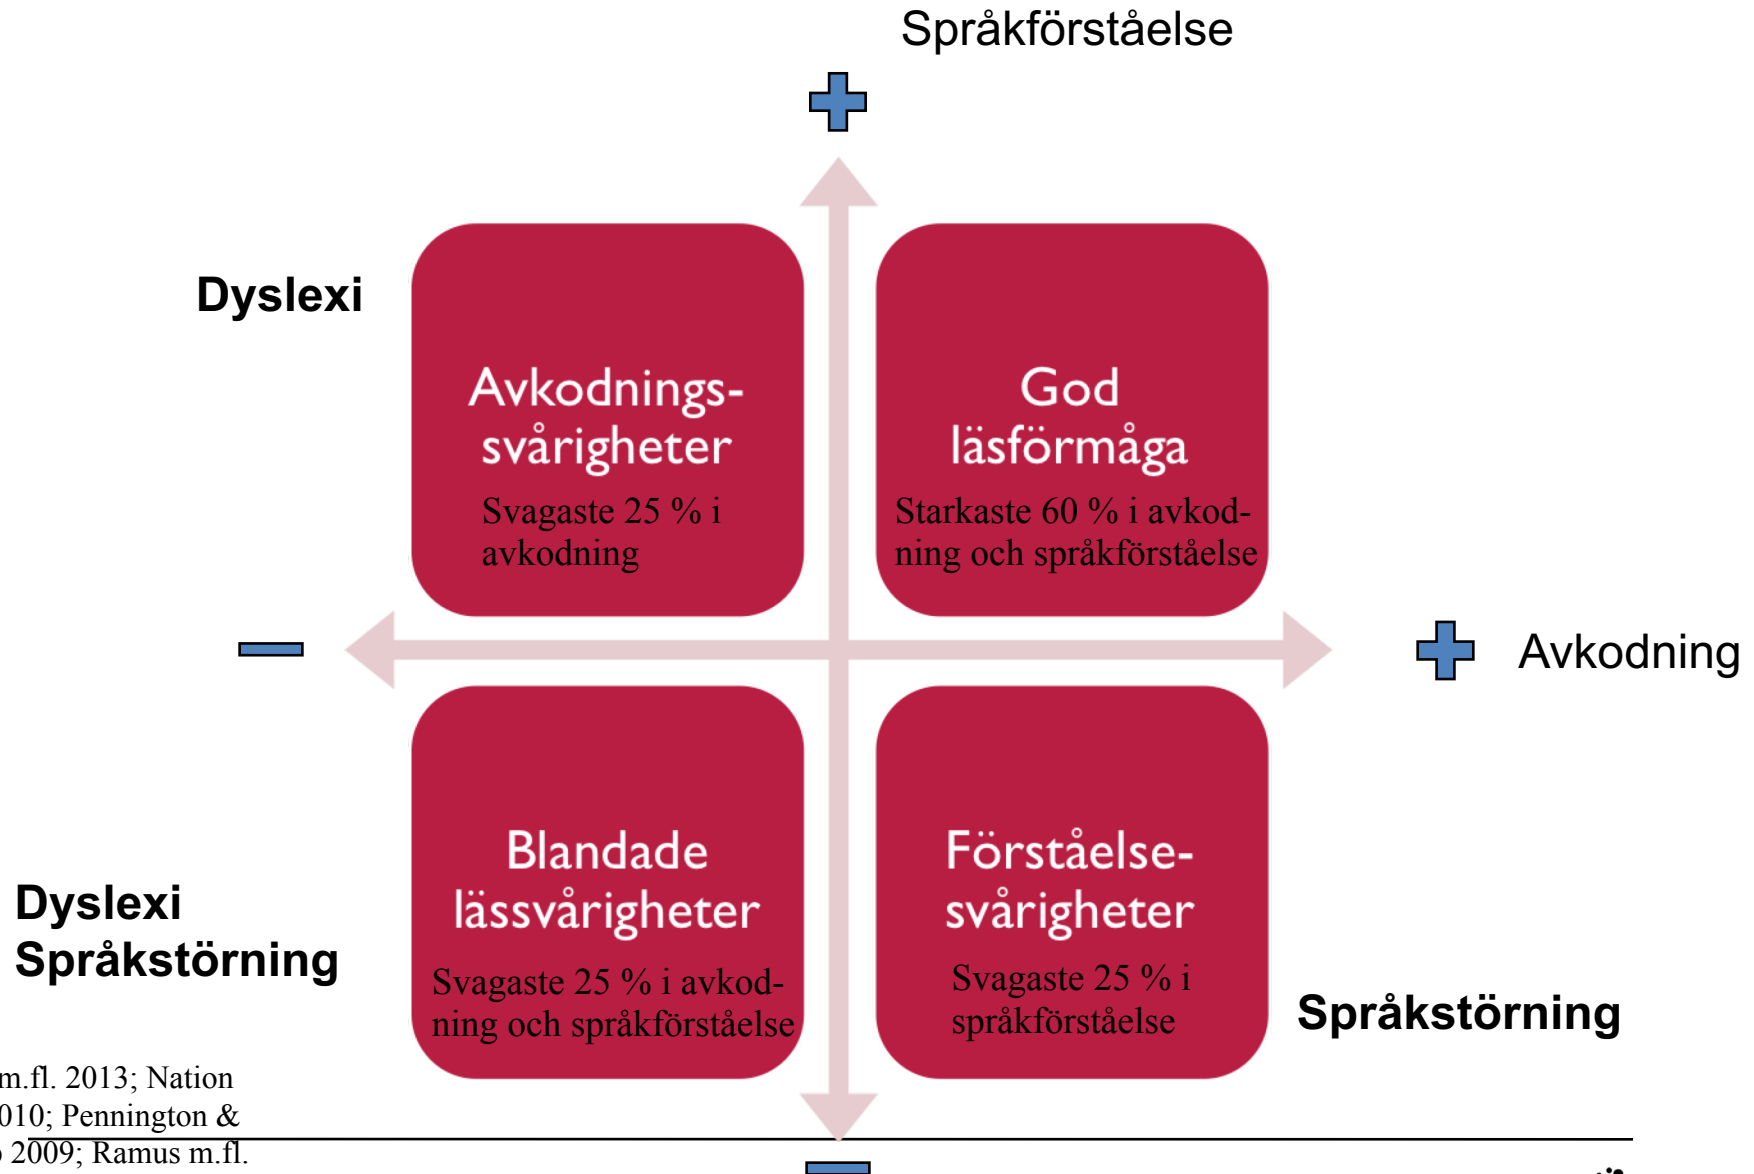 Språkförståelse
Dyslexi
Avkodnings-
svårigheter
Svagaste 25 % i
avkodning
God
läsförmåga
Starkaste 60 % i avkod-
ning och språkförståelse
Avkodning
Dyslexi
Språkstörning
Blandade
lässvårigheter
Svagaste 25 % i avkod-
ning och språkförståelse
Förståelse-
svårigheter
Svagaste 25 % i
språkförståelse
Språkstörning
m.fl. 2013; Nation
010; Pennington &
2009; Ramus m.fl.